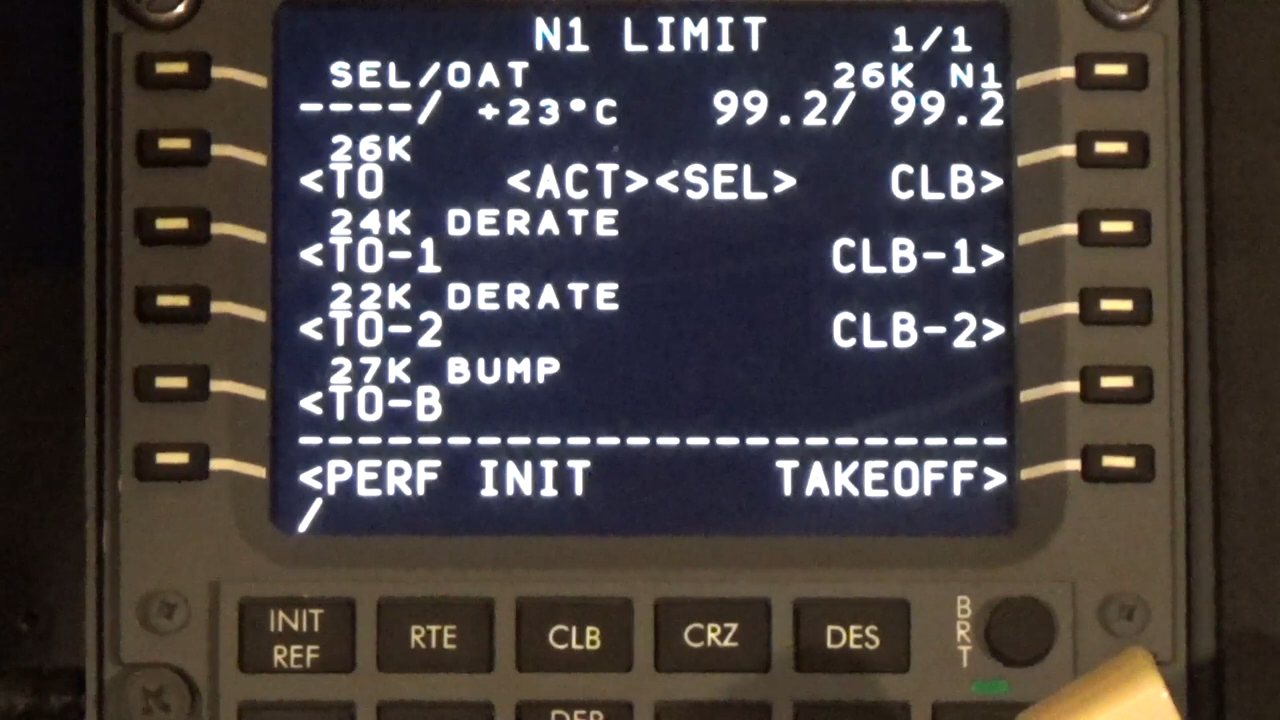 N1 LIMIT 1/1
SEL/OAT 26K N1
----/ +23°C 99.2/ 99.2
26K
<TO <ACT><SEL> CLB>
24K DERATE
<TO-1 CLB-1>
22K DERATE
<TO-2 CLB-2>
27K BUMP
<TO-B
------------------------
<PERF INIT TAKEOFF>
/
INIT REF RTE CLB CRZ DES BRT
DEP